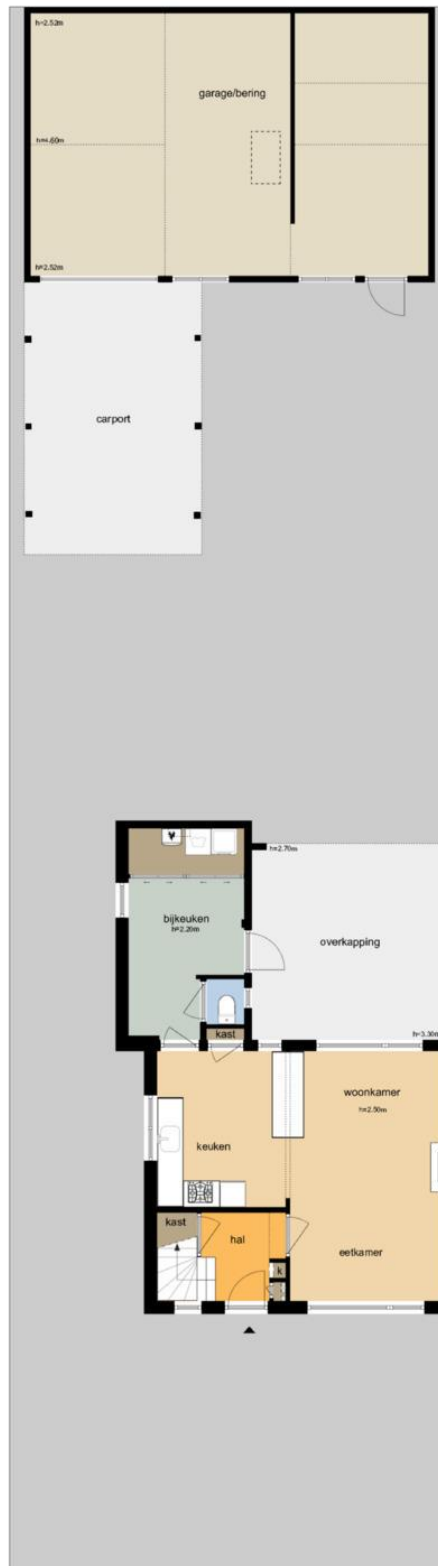 h=2.52m
garage/bering
h=4.60m
h=2.52m
carport
h=2.70m
bijkeuken
h=2.20m
overkapping
kast
h=3.30m
woonkamer
h=2.50m
keuken
kast
hal
eetkamer
k